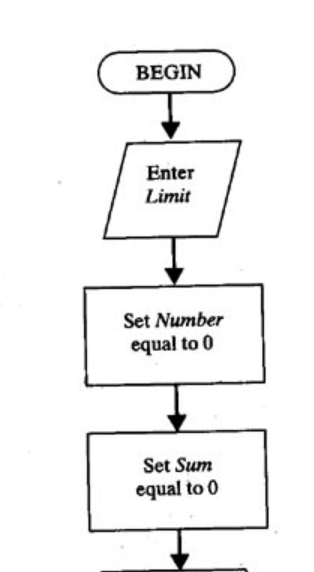 BEGIN
Enter
Limit
Set Number
equal to 0
Set Sum
equal to 0